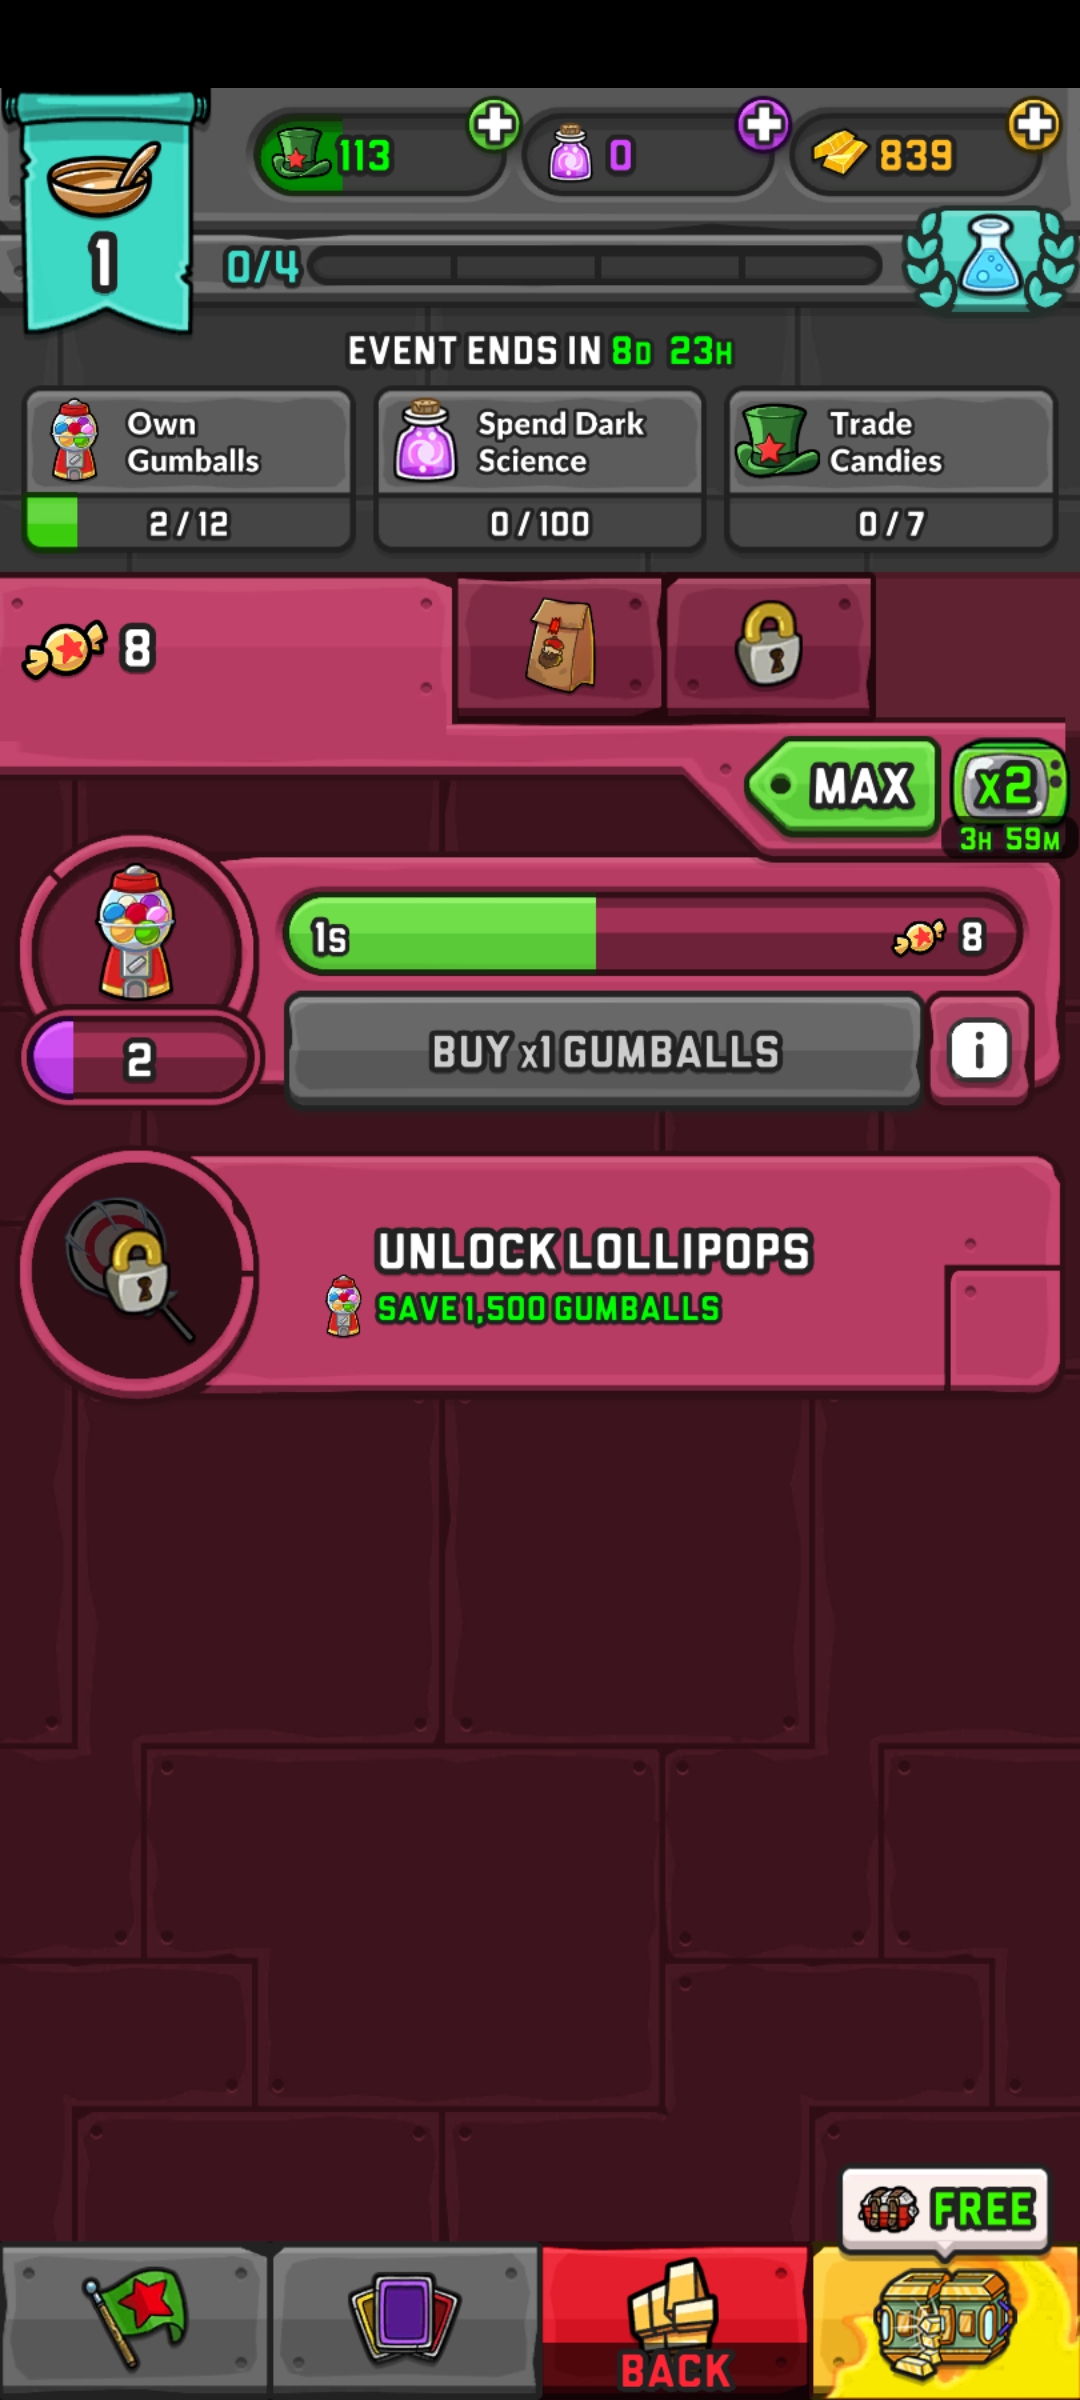 113
0
839
1
0/4
EVENT ENDS IN 8D 23H
Own
Gumballs
2 / 12
Spend Dark
Science
0 / 100
Trade
Candies
0 / 7
8
MAX
x2
3H 59M
1s
8
2
BUY x1 GUMBALLS
i
UNLOCK LOLLIPOPS
SAVE 1,500 GUMBALLS
FREE
BACK